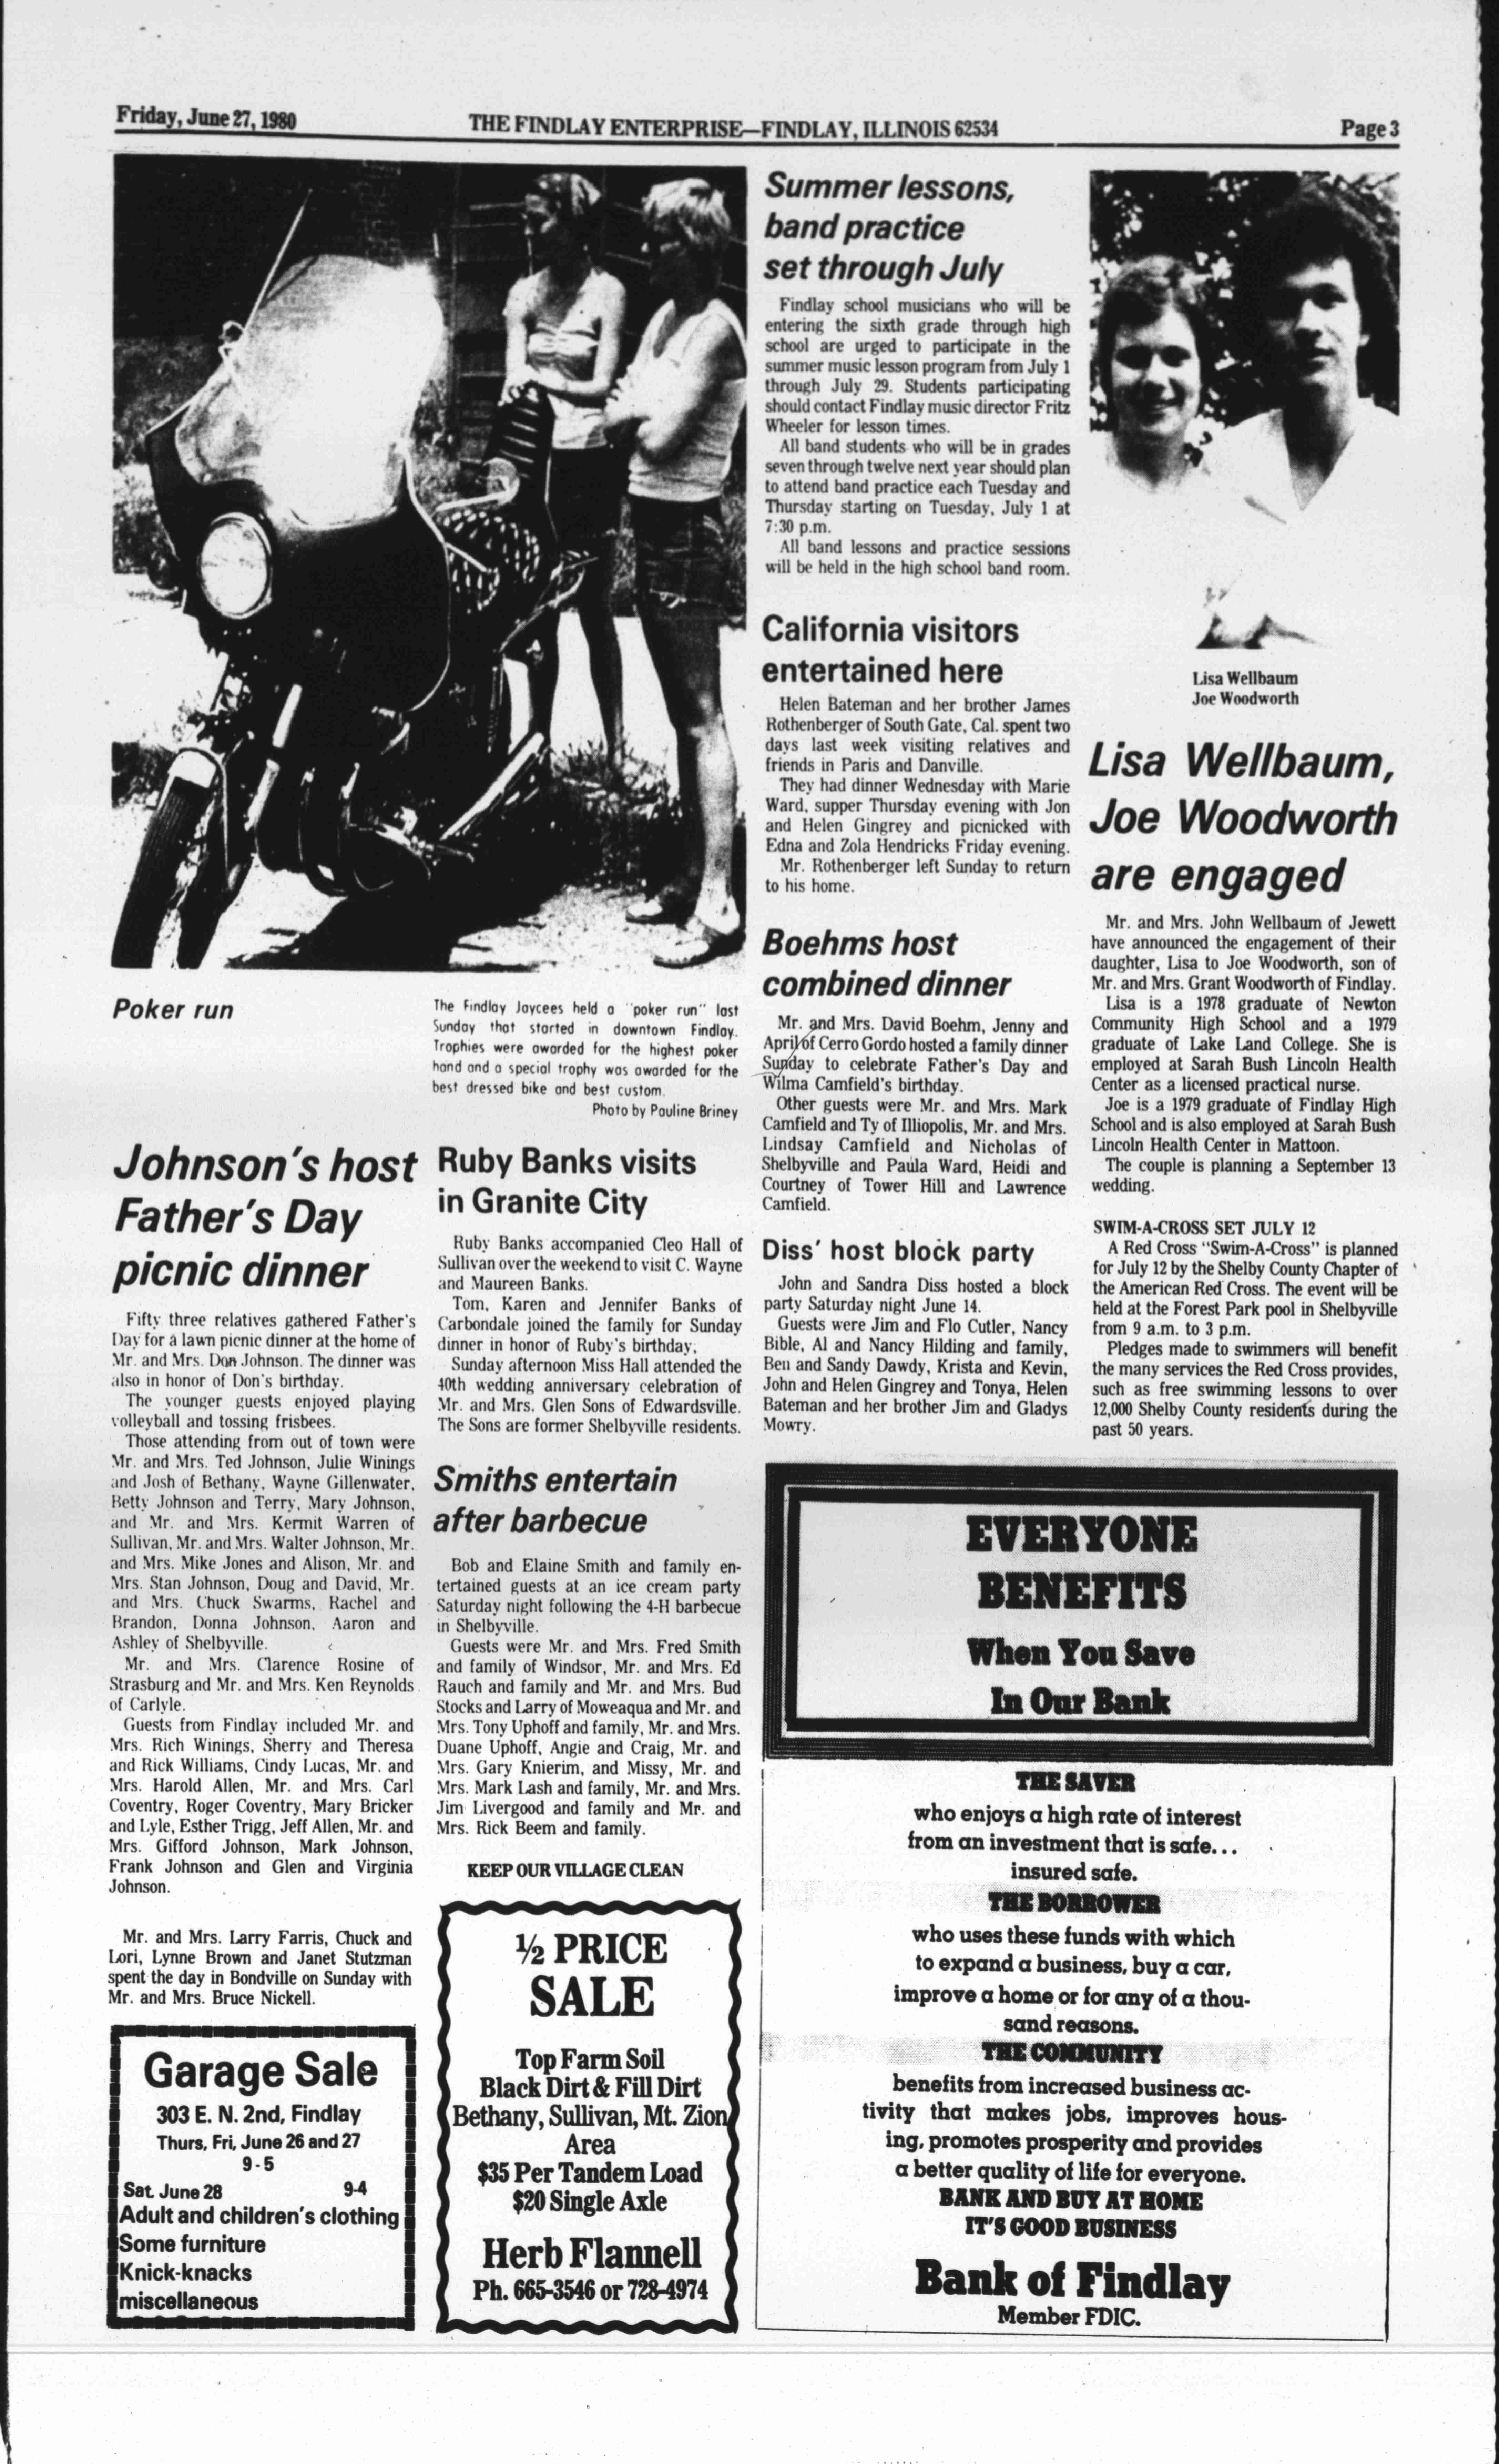 Friday, June 27, 1980
THE FINDLAY ENTERPRISE—FINDLAY, ILLINOIS 62534
Page 3
Poker run
The Findlay Jaycees held a "poker run" last
Sunday that started in downtown Findlay.
Trophies were awarded for the highest poker
hand and a special trophy was awarded for the
best dressed bike and best custom.
Photo by Pauline Briney
Johnson's host
Father's Day
picnic dinner
Fifty three relatives gathered Father's
Day for a lawn picnic dinner at the home of
Mr. and Mrs. Don Johnson. The dinner was
also in honor of Don's birthday.
The younger guests enjoyed playing
volleyball and tossing frisbees.
Those attending from out of town were
Mr. and Mrs. Ted Johnson, Julie Winings
and Josh of Bethany, Wayne Gillenwater,
Betty Johnson and Terry, Mary Johnson,
and Mr. and Mrs. Kermit Warren of
Sullivan, Mr. and Mrs. Walter Johnson, Mr.
and Mrs. Mike Jones and Alison, Mr. and
Mrs. Stan Johnson, Doug and David, Mr.
and Mrs. Chuck Swarms, Rachel and
Brandon, Donna Johnson, Aaron and
Ashley of Shelbyville.
Mr. and Mrs. Clarence Rosine of
Strasburg and Mr. and Mrs. Ken Reynolds
of Carlyle.
Guests from Findlay included Mr. and
Mrs. Rich Winings, Sherry and Theresa
and Rick Williams, Cindy Lucas, Mr. and
Mrs. Harold Allen, Mr. and Mrs. Carl
Coventry, Roger Coventry, Mary Bricker
and Lyle, Esther Trigg, Jeff Allen, Mr. and
Mrs. Gifford Johnson, Mark Johnson,
Frank Johnson and Glen and Virginia
Johnson.
Mr. and Mrs. Larry Farris, Chuck and
Lori, Lynne Brown and Janet Stutzman
spent the day in Bondville on Sunday with
Mr. and Mrs. Bruce Nickell.
Garage Sale
303 E. N. 2nd, Findlay
Thurs, Fri, June 26 and 27
9-5
Sat. June 28 9-4
Adult and children's clothing
Some furniture
Knick-knacks
miscellaneous
Ruby Banks visits
in Granite City
Ruby Banks accompanied Cleo Hall of
Sullivan over the weekend to visit C. Wayne
and Maureen Banks.
Tom, Karen and Jennifer Banks of
Carbondale joined the family for Sunday
dinner in honor of Ruby's birthday.
Sunday afternoon Miss Hall attended the
40th wedding anniversary celebration of
Mr. and Mrs. Glen Sons of Edwardsville.
The Sons are former Shelbyville residents.
Smiths entertain
after barbecue
Bob and Elaine Smith and family en-
tertained guests at an ice cream party
Saturday night following the 4-H barbecue
in Shelbyville.
Guests were Mr. and Mrs. Fred Smith
and family of Windsor, Mr. and Mrs. Ed
Rauch and family and Mr. and Mrs. Bud
Stocks and Larry of Moweaqua and Mr. and
Mrs. Tony Uphoff and family, Mr. and Mrs.
Duane Uphoff, Angie and Craig, Mr. and
Mrs. Gary Knierim, and Missy, Mr. and
Mrs. Mark Lash and family, Mr. and Mrs.
Jim Livergood and family and Mr. and
Mrs. Rick Beem and family.
KEEP OUR VILLAGE CLEAN
½ PRICE
SALE
Top Farm Soil
Black Dirt & Fill Dirt
Bethany, Sullivan, Mt. Zion
Area
$35 Per Tandem Load
$20 Single Axle
Herb Flannell
Ph. 665-3546 or 728-4974
Summer lessons,
band practice
set through July
Findlay school musicians who will be
entering the sixth grade through high
school are urged to participate in the
summer music lesson program from July 1
through July 29. Students participating
should contact Findlay music director Fritz
Wheeler for lesson times.
All band students who will be in grades
seven through twelve next year should plan
to attend band practice each Tuesday and
Thursday starting on Tuesday, July 1 at
7:30 p.m.
All band lessons and practice sessions
will be held in the high school band room.
California visitors
entertained here
Helen Bateman and her brother James
Rothenberger of South Gate, Cal. spent two
days last week visiting relatives and
friends in Paris and Danville.
They had dinner Wednesday with Marie
Ward, supper Thursday evening with Jon
and Helen Gingrey and picnicked with
Edna and Zola Hendricks Friday evening.
Mr. Rothenberger left Sunday to return
to his home.
Boehms host
combined dinner
Mr. and Mrs. David Boehm, Jenny and
April of Cerro Gordo hosted a family dinner
Sunday to celebrate Father's Day and
Wilma Camfield's birthday.
Other guests were Mr. and Mrs. Mark
Camfield and Ty of Illiopolis, Mr. and Mrs.
Lindsay Camfield and Nicholas of
Shelbyville and Paula Ward, Heidi and
Courtney of Tower Hill and Lawrence
Camfield.
Diss' host block party
John and Sandra Diss hosted a block
party Saturday night June 14.
Guests were Jim and Flo Cutler, Nancy
Bible, Al and Nancy Hilding and family,
Ben and Sandy Dawdy, Krista and Kevin,
John and Helen Gingrey and Tonya, Helen
Bateman and her brother Jim and Gladys
Mowry.
Lisa Wellbaum
Joe Woodworth
Lisa Wellbaum,
Joe Woodworth
are engaged
Mr. and Mrs. John Wellbaum of Jewett
have announced the engagement of their
daughter, Lisa to Joe Woodworth, son of
Mr. and Mrs. Grant Woodworth of Findlay.
Lisa is a 1978 graduate of Newton
Community High School and a 1979
graduate of Lake Land College. She is
employed at Sarah Bush Lincoln Health
Center as a licensed practical nurse.
Joe is a 1979 graduate of Findlay High
School and is also employed at Sarah Bush
Lincoln Health Center in Mattoon.
The couple is planning a September 13
wedding.
SWIM-A-CROSS SET JULY 12
A Red Cross "Swim-A-Cross" is planned
for July 12 by the Shelby County Chapter of
the American Red Cross. The event will be
held at the Forest Park pool in Shelbyville
from 9 a.m. to 3 p.m.
Pledges made to swimmers will benefit
the many services the Red Cross provides,
such as free swimming lessons to over
12,000 Shelby County residents during the
past 50 years.
EVERYONE
BENEFITS
When You Save
In Our Bank
THE SAVER
who enjoys a high rate of interest
from an investment that is safe...
insured safe.
THE BORROWER
who uses these funds with which
to expand a business, buy a car,
improve a home or for any of a thou-
sand reasons.
THE COMMUNITY
benefits from increased business ac-
tivity that makes jobs, improves hous-
ing, promotes prosperity and provides
a better quality of life for everyone.
BANK AND BUY AT HOME
IT'S GOOD BUSINESS
Bank of Findlay
Member FDIC.